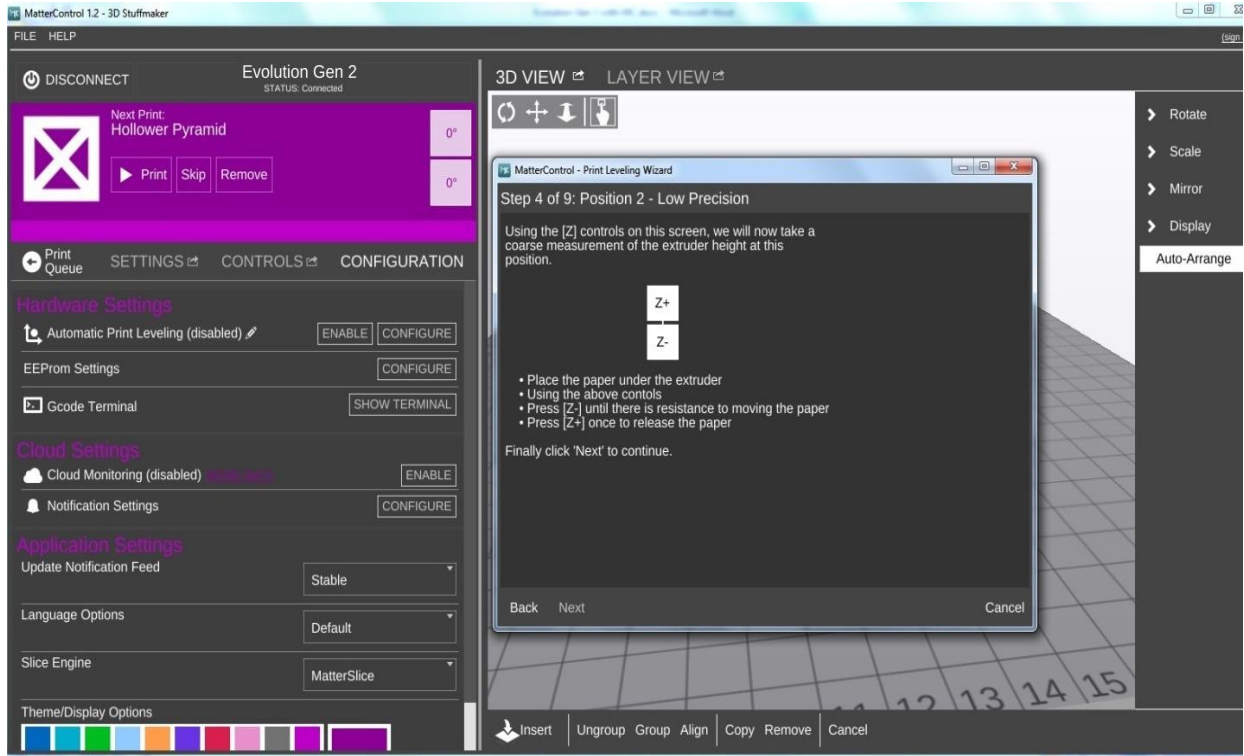 MatterControl 1.2 - 3D Stuffmaker
FILE HELP
(sign
DISCONNECT
Evolution Gen 2
STATUS: Connected
Next Print:
Hollower Pyramid
0°
Print Skip Remove
0°
Print
Queue
SETTINGS
CONTROLS
CONFIGURATION
Hardware Settings
Automatic Print Leveling (disabled)
ENABLE CONFIGURE
EEProm Settings
CONFIGURE
Gcode Terminal
SHOW TERMINAL
Cloud Settings
Cloud Monitoring (disabled)
ENABLE
Notification Settings
CONFIGURE
Application Settings
Update Notification Feed
Stable
Language Options
Default
Slice Engine
MatterSlice
Theme/Display Options
3D VIEW
LAYER VIEW
MatterControl - Print Leveling Wizard
Step 4 of 9: Position 2 - Low Precision
Using the [Z] controls on this screen, we will now take a
coarse measurement of the extruder height at this
position.
Z+
Z-
• Place the paper under the extruder
• Using the above contols
• Press [Z-] until there is resistance to moving the paper
• Press [Z+] once to release the paper
Finally click 'Next' to continue.
Back Next Cancel
Rotate
Scale
Mirror
Display
Auto-Arrange
12 13 14 15
Insert Ungroup Group Align Copy Remove Cancel